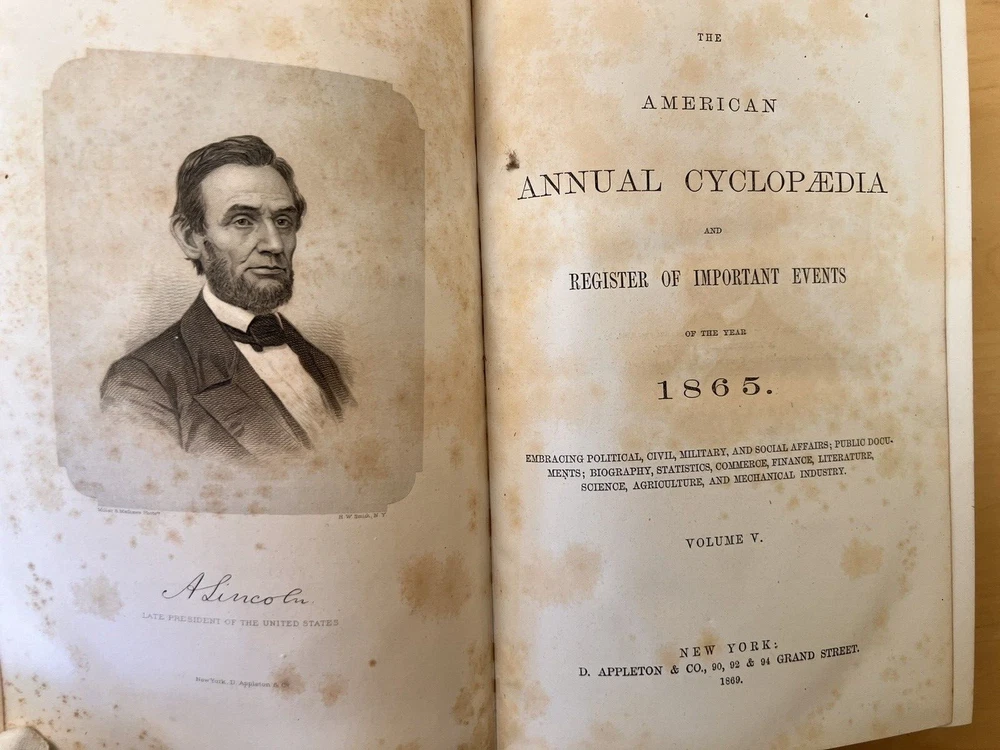 H. W. Smith, N.Y
A Lincoln
LATE PRESIDENT OF THE UNITED STATES
New York, D. Appleton & Co.
THE
AMERICAN
ANNUAL CYCLOPÆDIA
AND
REGISTER OF IMPORTANT EVENTS
OF THE YEAR
1865.
EMBRACING POLITICAL, CIVIL, MILITARY, AND SOCIAL AFFAIRS; PUBLIC DOCU-
MENTS; BIOGRAPHY, STATISTICS, COMMERCE, FINANCE, LITERATURE,
SCIENCE, AGRICULTURE, AND MECHANICAL INDUSTRY.
VOLUME V.
NEW YORK:
D. APPLETON & CO., 90, 92 & 94 GRAND STREET.
1869.